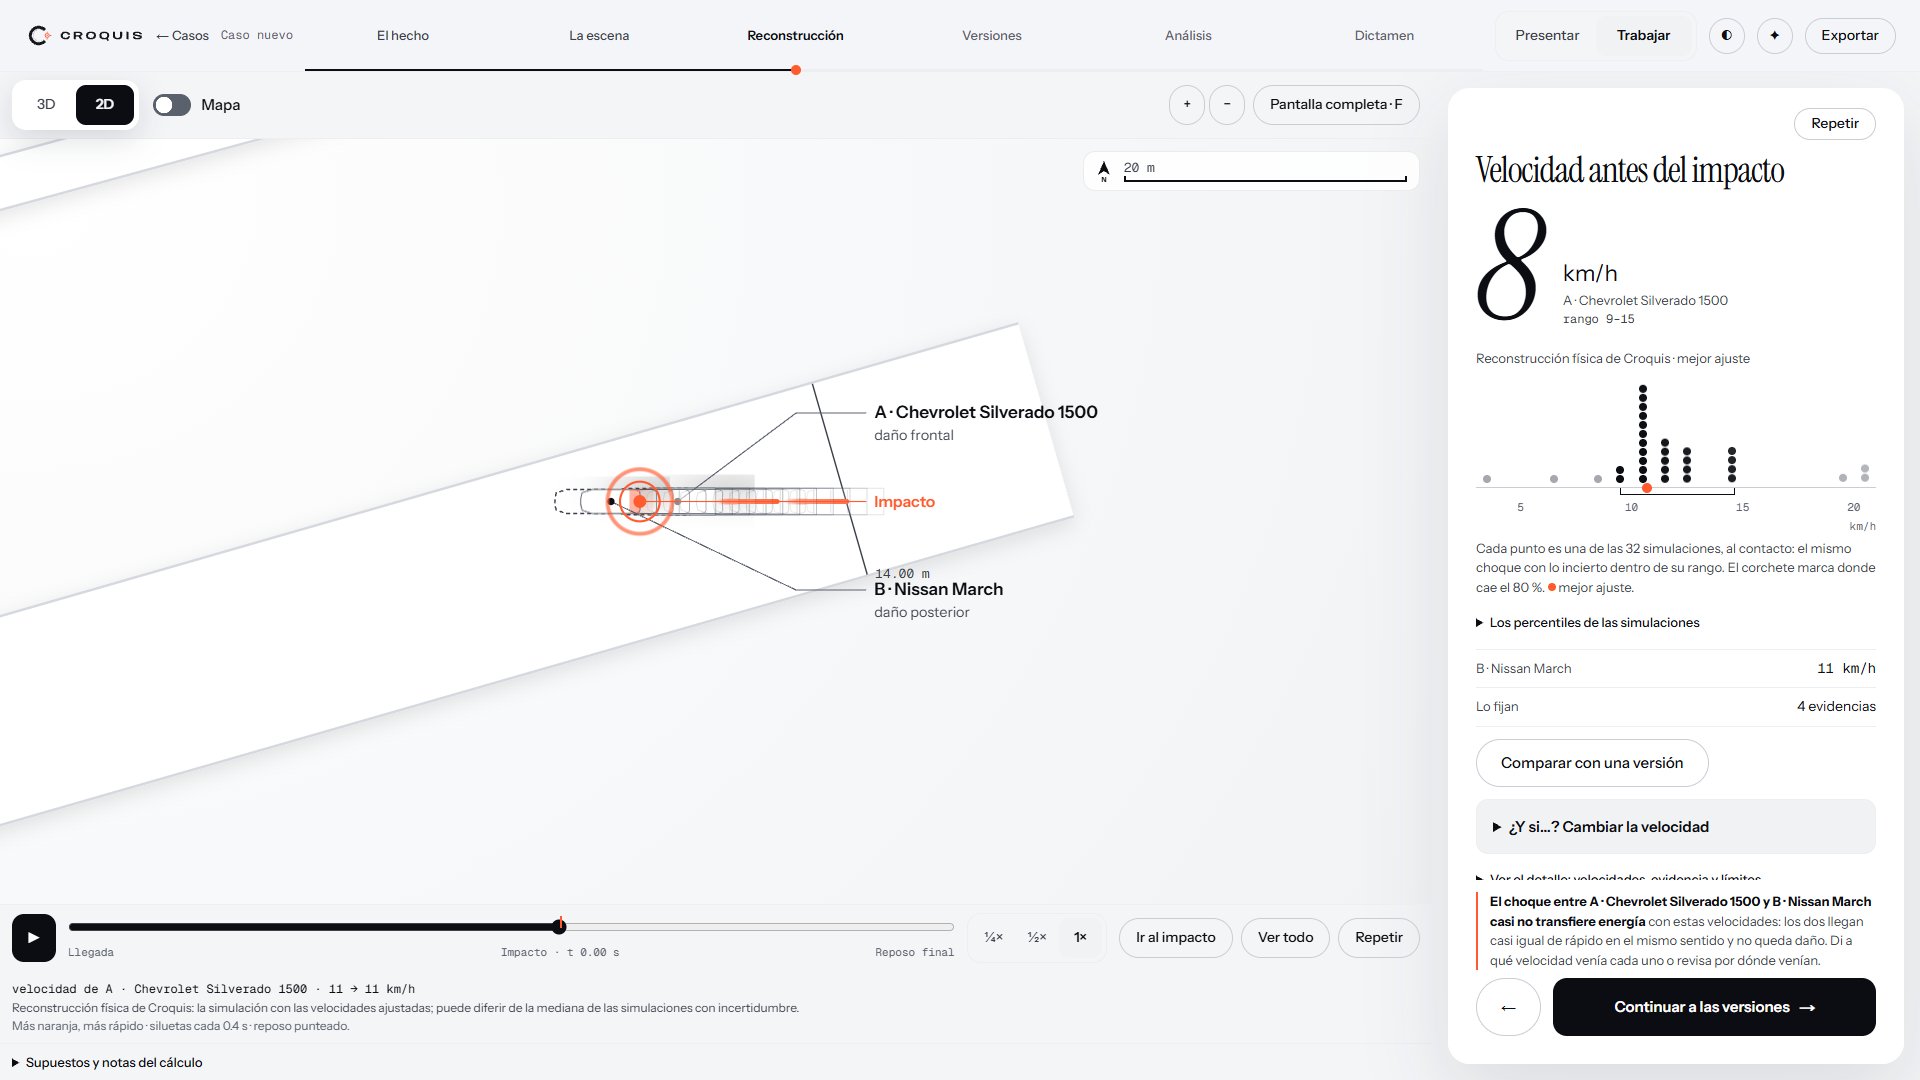 CROQUIS
← Casos
Caso nuevo
El hecho
La escena
Reconstrucción
Versiones
Análisis
Dictamen
Presentar
Trabajar
Exportar
3D
2D
Mapa
+
−
Pantalla completa · F
N
20 m
A · Chevrolet Silverado 1500
daño frontal
Impacto
14.00 m
B · Nissan March
daño posterior
Llegada
Impacto · t 0.00 s
Reposo final
¼×
½×
1×
Ir al impacto
Ver todo
Repetir
velocidad de A · Chevrolet Silverado 1500 · 11 → 11 km/h
Reconstrucción física de Croquis: la simulación con las velocidades ajustadas; puede diferir de la mediana de las simulaciones con incertidumbre.
Más naranja, más rápido · siluetas cada 0.4 s · reposo punteado.
Supuestos y notas del cálculo
Repetir
Velocidad antes del impacto
8
km/h
A · Chevrolet Silverado 1500
rango 9–15
Reconstrucción física de Croquis · mejor ajuste
5
10
15
20
km/h
Cada punto es una de las 32 simulaciones, al contacto: el mismo
choque con lo incierto dentro de su rango. El corchete marca donde
cae el 80 %. mejor ajuste.
Los percentiles de las simulaciones
B · Nissan March
11 km/h
Lo fijan
4 evidencias
Comparar con una versión
¿Y si…? Cambiar la velocidad
Ver el detalle: velocidades, evidencia y límites
El choque entre A · Chevrolet Silverado 1500 y B · Nissan March
casi no transfiere energía con estas velocidades: los dos llegan
casi igual de rápido en el mismo sentido y no queda daño. Di a
qué velocidad venía cada uno o revisa por dónde venían.
←
Continuar a las versiones →